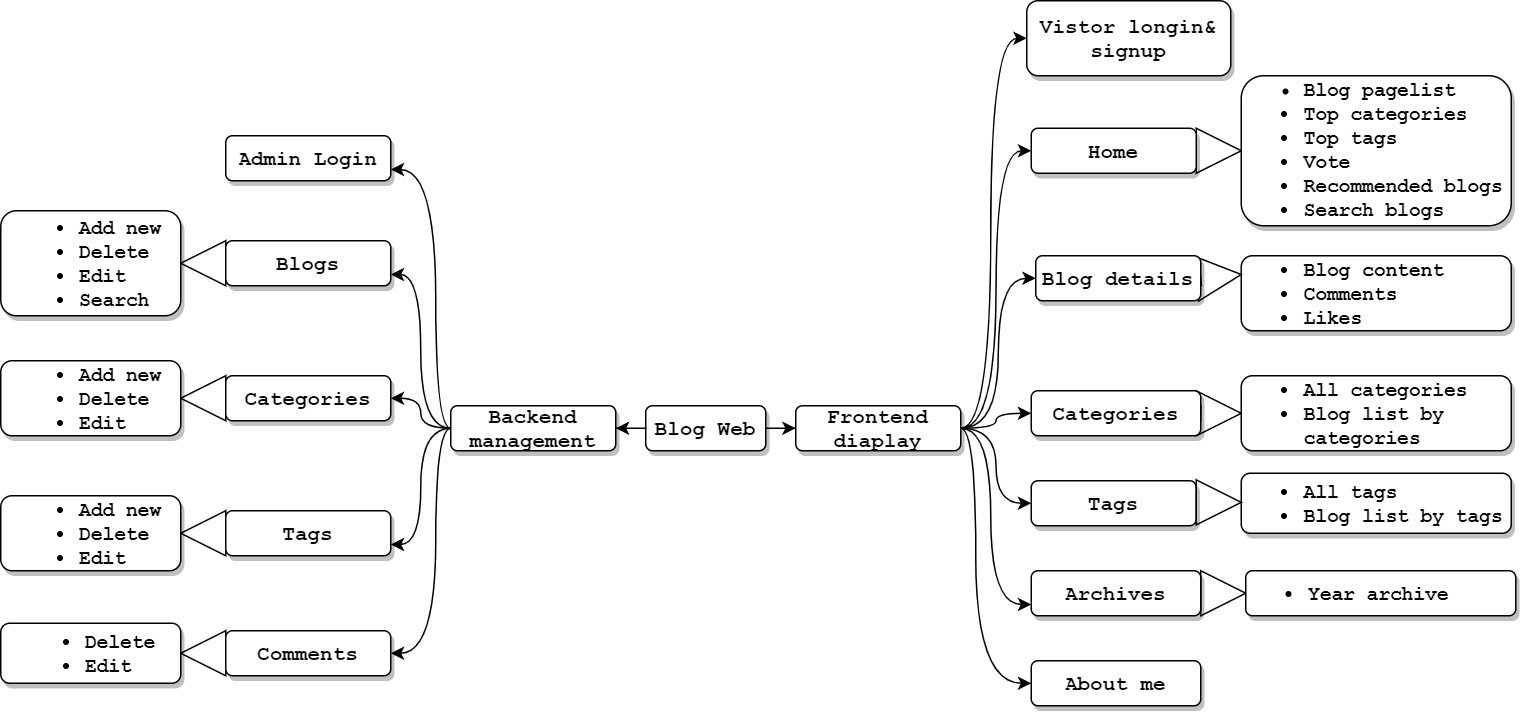 Vistor longin&
signup
Home
• Blog pagelist
• Top categories
• Top tags
• Vote
• Recommended blogs
• Search blogs
Blog details
• Blog content
• Comments
• Likes
Categories
• All categories
• Blog list by
categories
Tags
• All tags
• Blog list by tags
Archives
• Year archive
About me
Frontend
diaplay
Blog Web
Backend
management
Admin Login
Blogs
• Add new
• Delete
• Edit
• Search
Categories
• Add new
• Delete
• Edit
Tags
• Add new
• Delete
• Edit
Comments
• Delete
• Edit